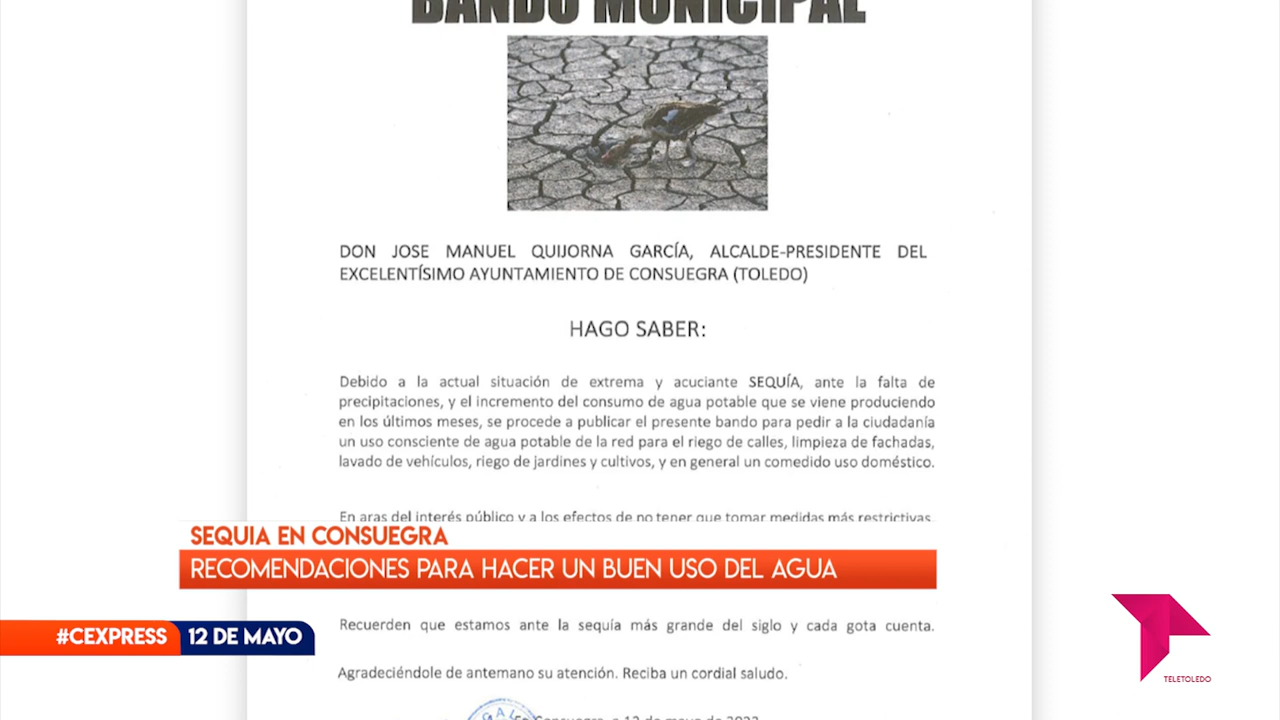 BANDO MUNICIPAL
DON JOSE MANUEL QUIJORNA GARCÍA, ALCALDE-PRESIDENTE DEL
EXCELENTÍSIMO AYUNTAMIENTO DE CONSUEGRA (TOLEDO)
HAGO SABER:
Debido a la actual situación de extrema y acuciante SEQUÍA, ante la falta de
precipitaciones, y el incremento del consumo de agua potable que se viene produciendo
en los últimos meses, se procede a publicar el presente bando para pedir a la ciudadanía
un uso consciente de agua potable de la red para el riego de calles, limpieza de fachadas,
lavado de vehículos, riego de jardines y cultivos, y en general un comedido uso doméstico.
En aras del interés público y a los efectos de no tener que tomar medidas más restrictivas,
SEQUIA EN CONSUEGRA
RECOMENDACIONES PARA HACER UN BUEN USO DEL AGUA
Recuerden que estamos ante la sequía más grande del siglo y cada gota cuenta.
#CEXPRESS 12 DE MAYO
Agradeciéndole de antemano su atención. Reciba un cordial saludo.
TELETOLEDO
En Consuegra, a 12 de mayo de